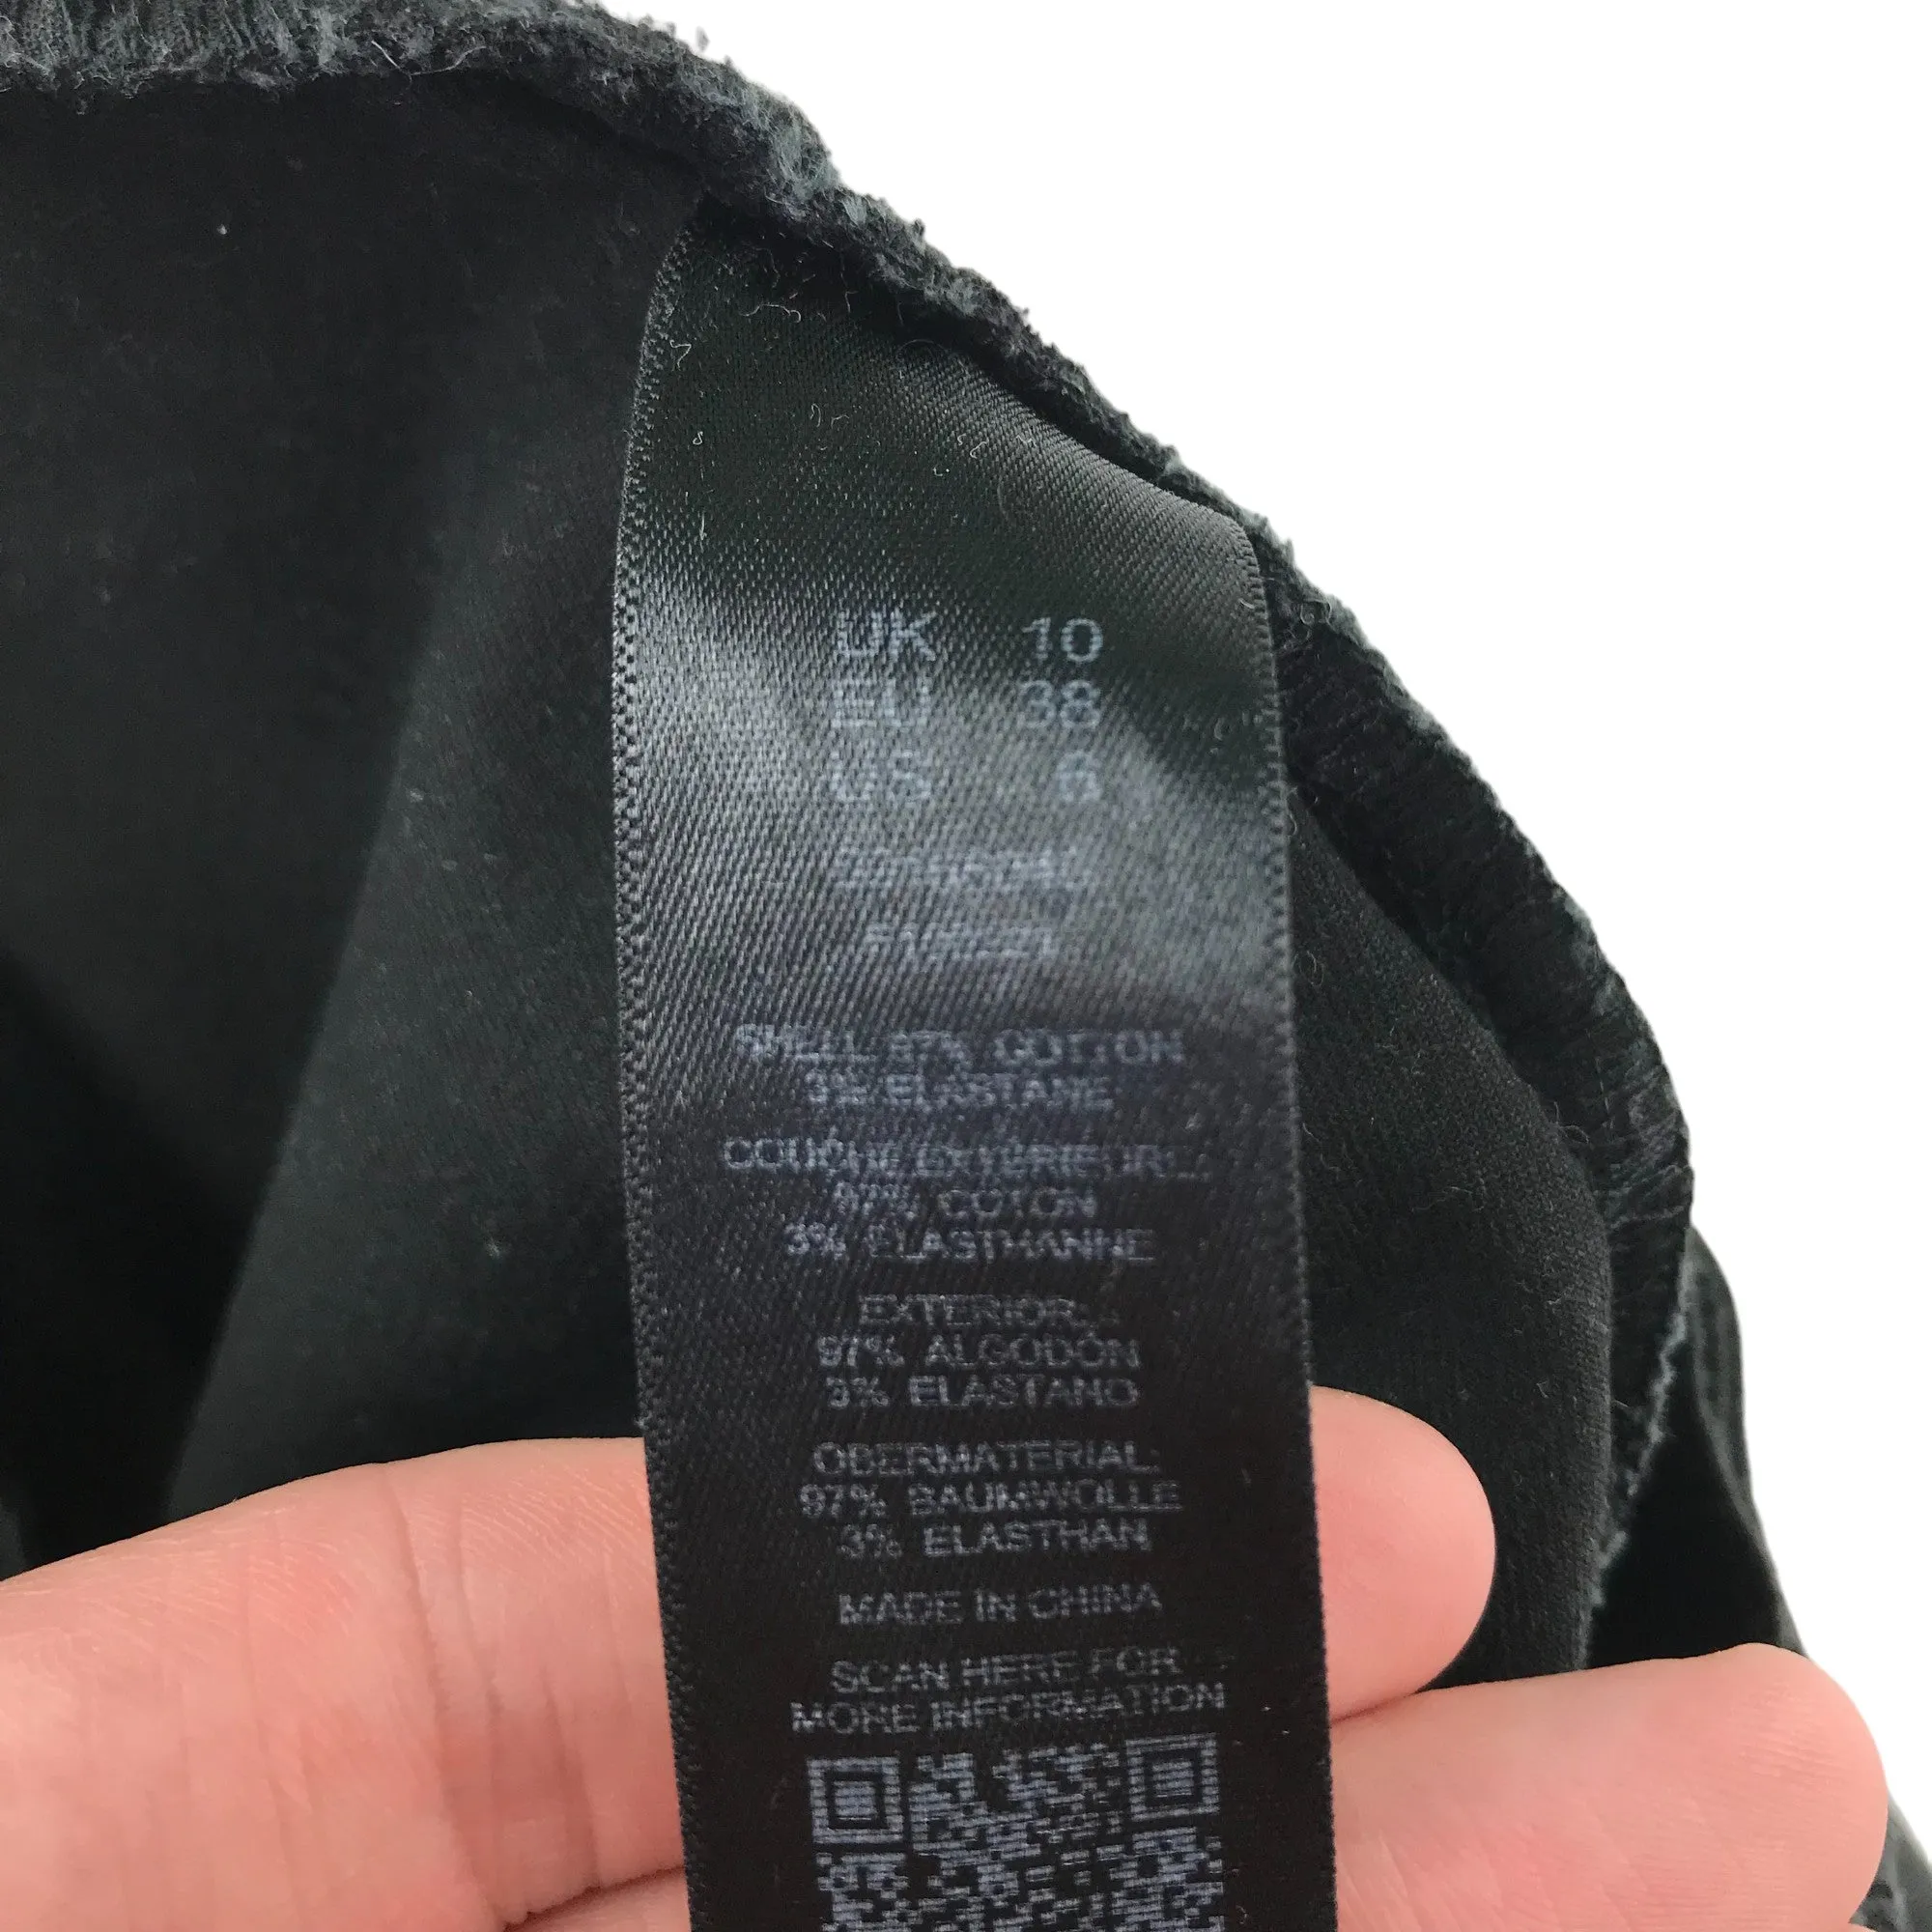 UK 10
EU 38
US 6
SHELL 97% COTTON
3% ELASTANE
COUCHE EXTÉRIEURE:
97% COTON
3% ELASTHANNE
EXTERIOR:
97% ALGODÓN
3% ELASTANO
OBERMATERIAL:
97% BAUMWOLLE
3% ELASTHAN
MADE IN CHINA
SCAN HERE FOR
MORE INFORMATION